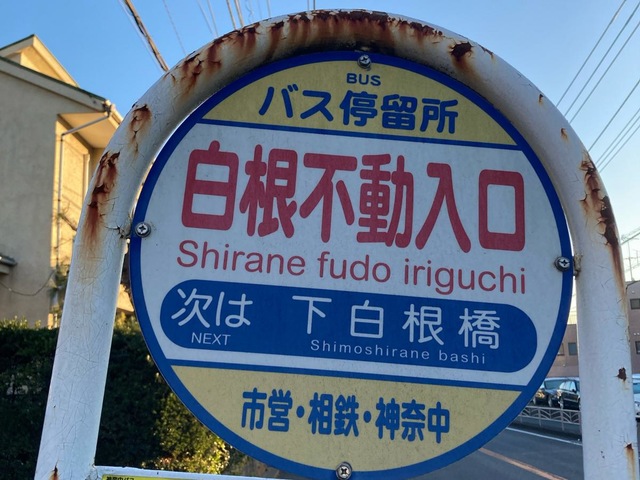 BUS
バス停留所
白根不動入口
Shirane fudo iriguchi
次は 下白根橋
NEXT Shimoshirane bashi
市営・相鉄・神奈中